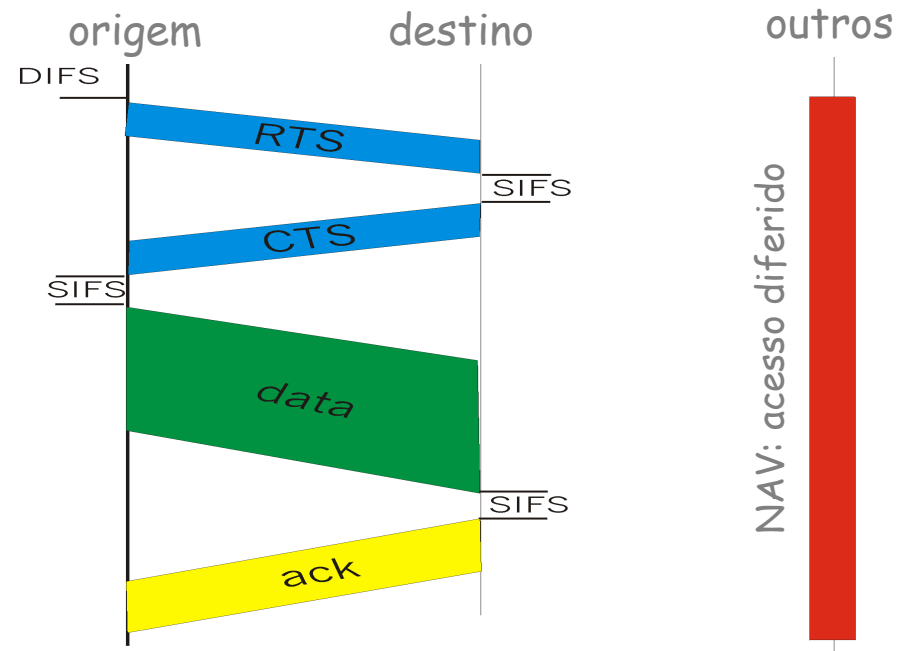 origem
destino
outros
DIFS
RTS
SIFS
CTS
SIFS
data
SIFS
ack
NAV: acesso diferido